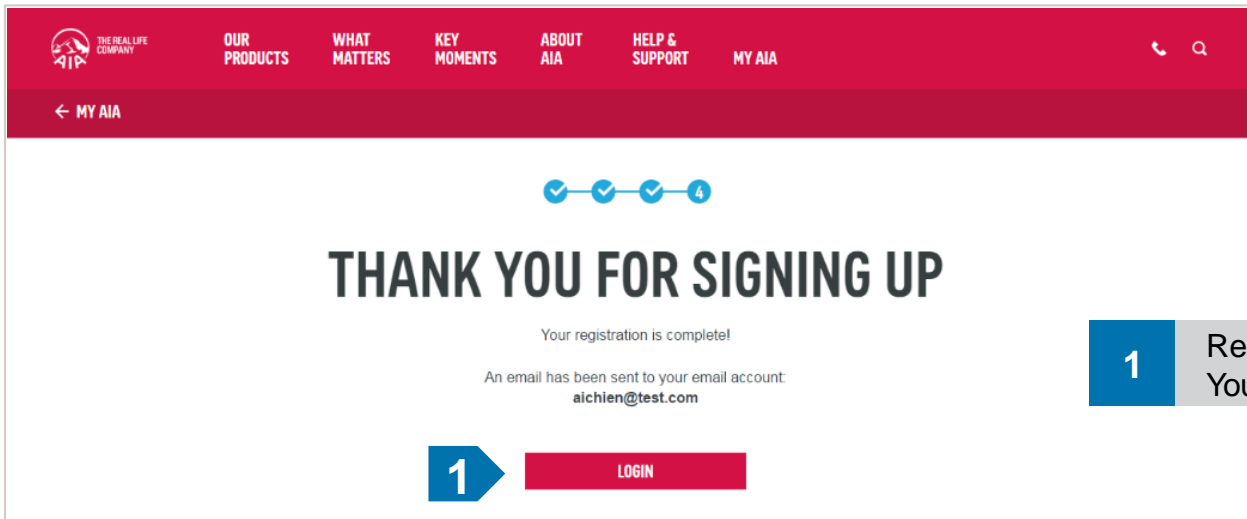 THE REAL LIFE
COMPANY
AIA
OUR
PRODUCTS
WHAT
MATTERS
KEY
MOMENTS
ABOUT
AIA
HELP &
SUPPORT
MY AIA
← MY AIA
4
THANK YOU FOR SIGNING UP
Your registration is complete!
An email has been sent to your email account:
aichien@test.com
1
LOGIN
1
Re
You